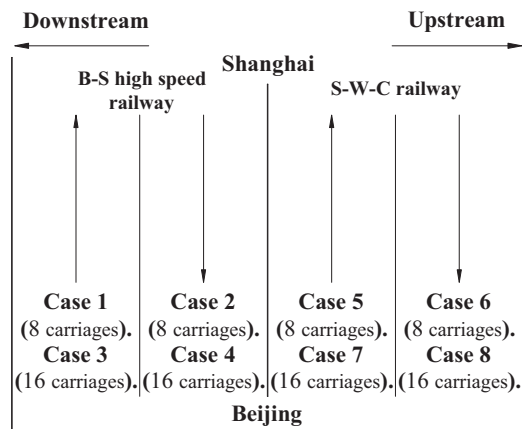 Downstream
Upstream
Shanghai
B-S high speed
railway
S-W-C railway
Case 1
(8 carriages).
Case 3
(16 carriages).
Case 2
(8 carriages).
Case 4
(16 carriages).
Case 5
(8 carriages).
Case 7
(16 carriages).
Case 6
(8 carriages).
Case 8
(16 carriages).
Beijing